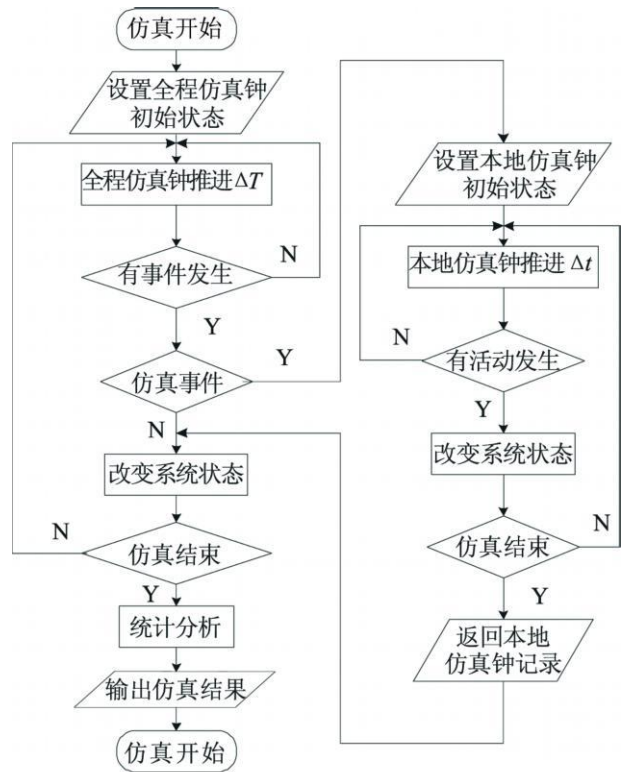 仿真开始
设置全程仿真钟
初始状态
全程仿真钟推进 ΔT
有事件发生
N
Y
仿真事件
Y
N
改变系统状态
仿真结束
N
Y
统计分析
输出仿真结果
仿真开始
设置本地仿真钟
初始状态
本地仿真钟推进 Δt
有活动发生
N
Y
改变系统状态
仿真结束
N
Y
返回本地
仿真钟记录